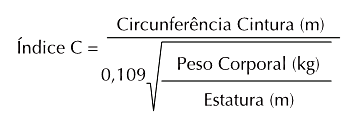 Circunferência Cintura (m)
Índice C =
0,109
Peso Corporal (kg)
Estatura (m)